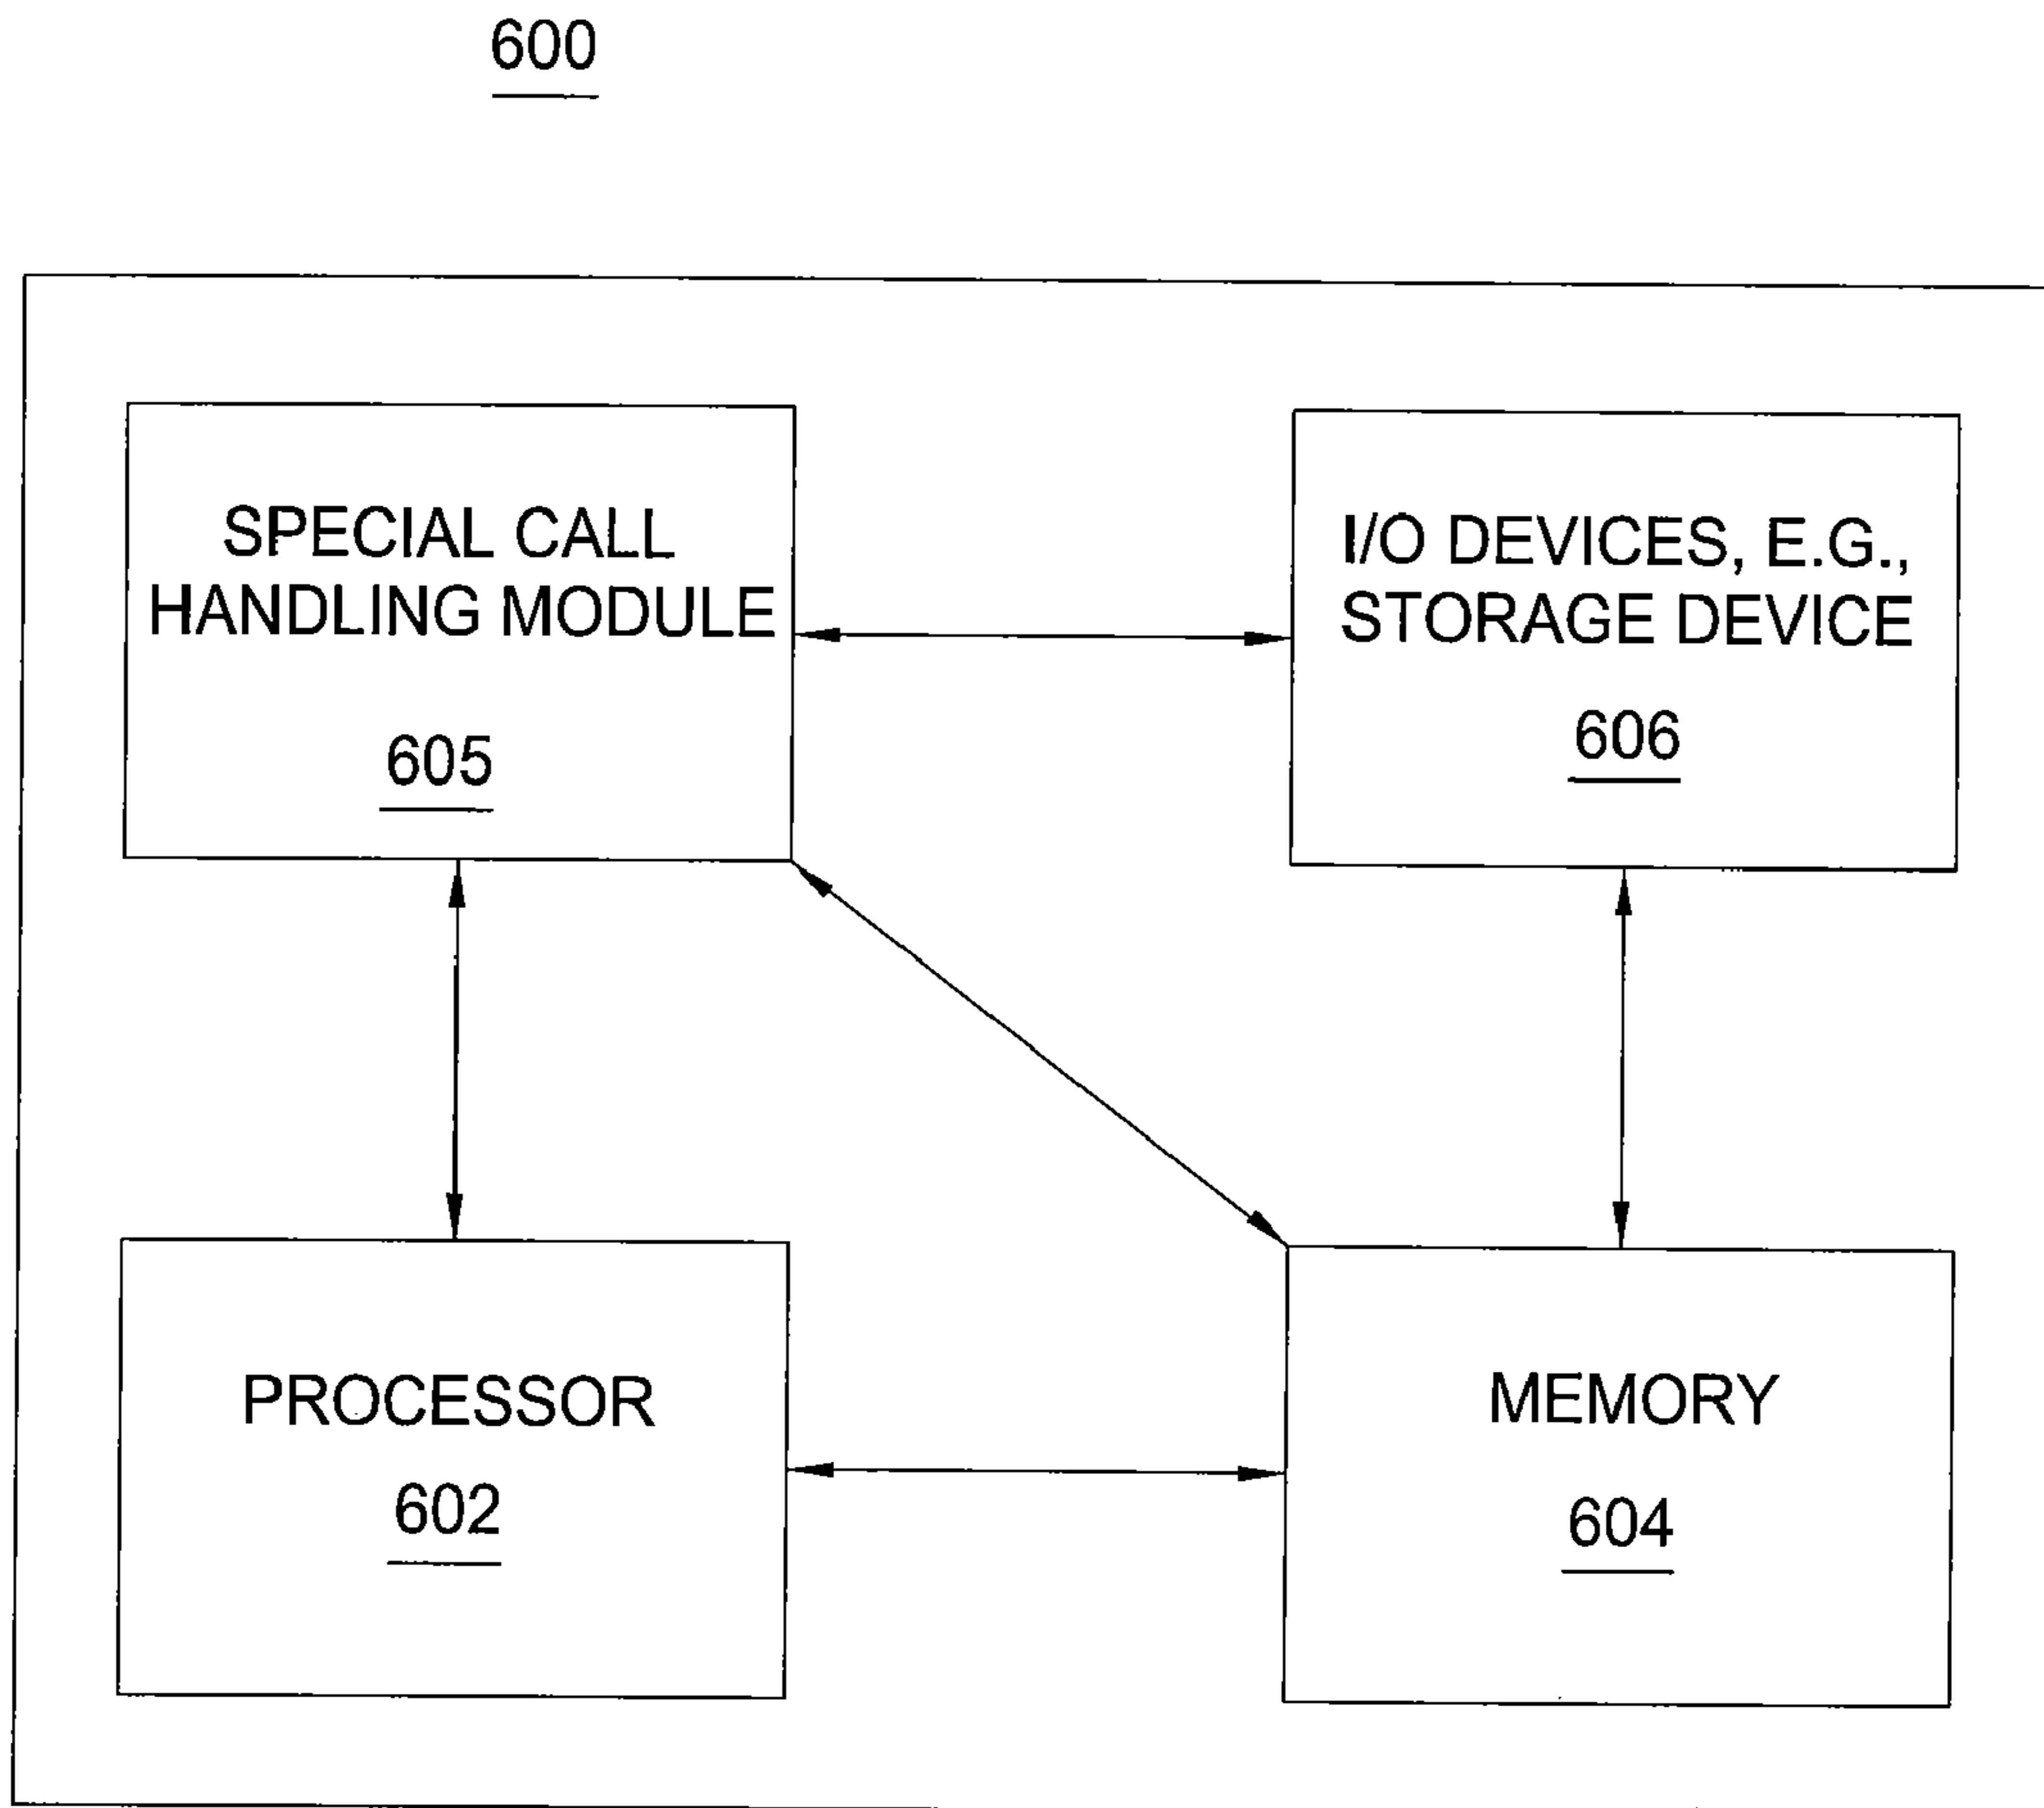 600
SPECIAL CALL
HANDLING MODULE
605
I/O DEVICES, E.G.,
STORAGE DEVICE
606
PROCESSOR
602
MEMORY
604